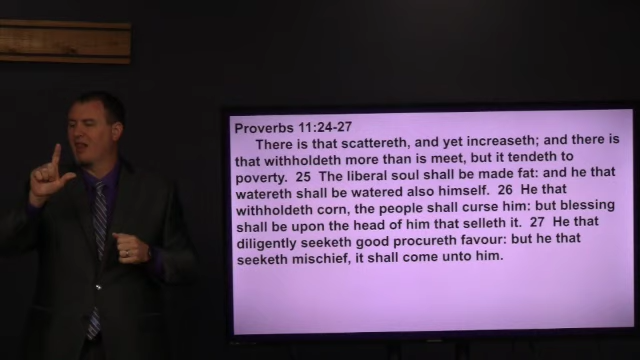 Proverbs 11:24-27
There is that scattereth, and yet increaseth; and there is
that withholdeth more than is meet, but it tendeth to
poverty. 25 The liberal soul shall be made fat: and he that
watereth shall be watered also himself. 26 He that
withholdeth corn, the people shall curse him: but blessing
shall be upon the head of him that selleth it. 27 He that
diligently seeketh good procureth favour: but he that
seeketh mischief, it shall come unto him.